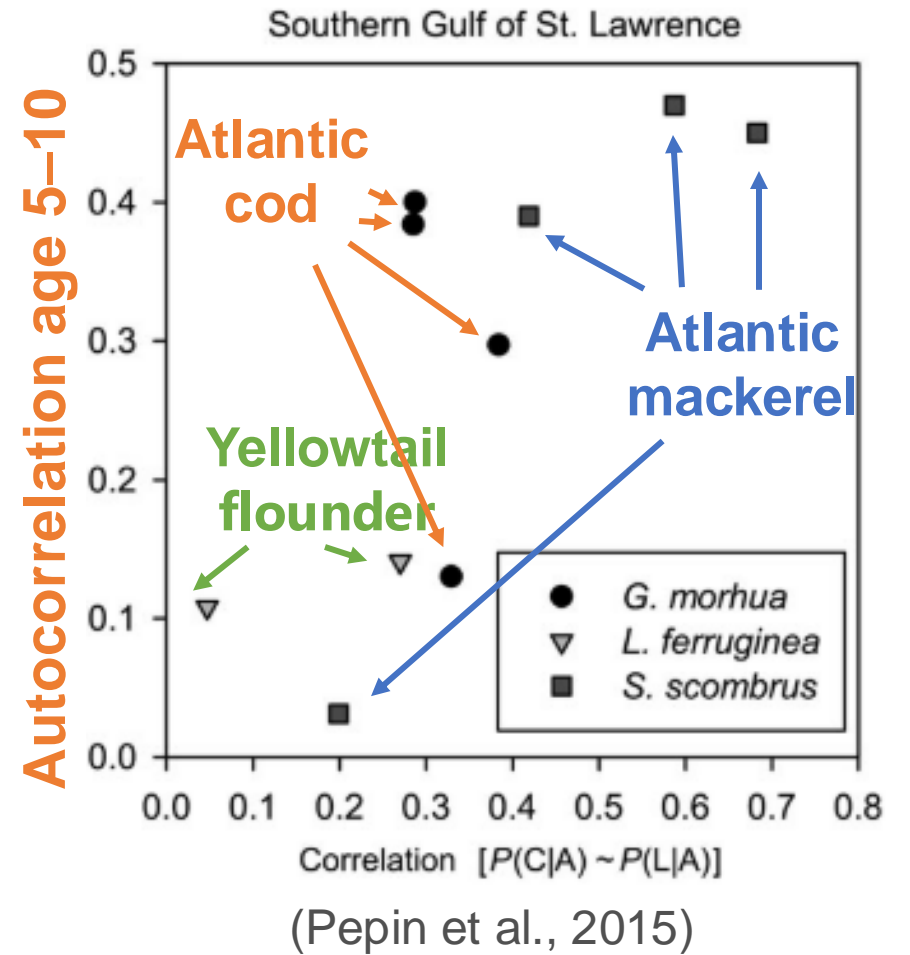 Southern Gulf of St. Lawrence
Autocorrelation age 5–10
0.5
0.4
0.3
0.2
0.1
0.0
Atlantic
cod
Atlantic
mackerel
Yellowtail
flounder
G. morhua
L. ferruginea
S. scombrus
0.0 0.1 0.2 0.3 0.4 0.5 0.6 0.7 0.8
Correlation [P(C|A) ~ P(L|A)]
(Pepin et al., 2015)